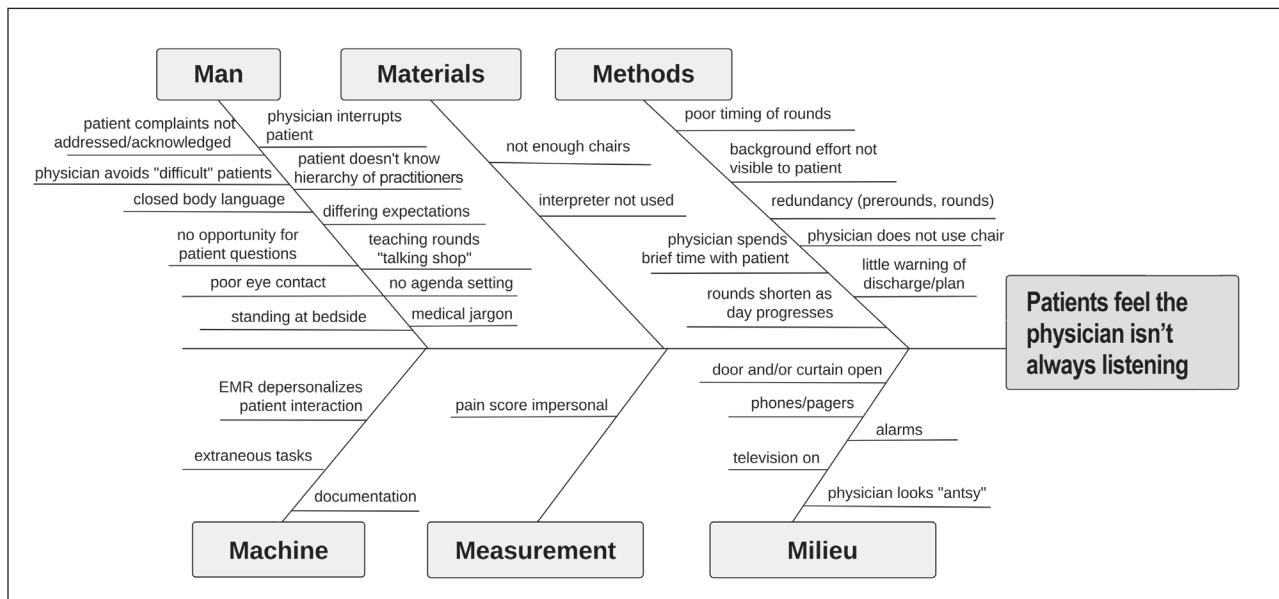 Man
Materials
Methods
patient complaints not
addressed/acknowledged
physician avoids "difficult" patients
closed body language
no opportunity for
patient questions
poor eye contact
standing at bedside
physician interrupts
patient
patient doesn't know
hierarchy of practitioners
differing expectations
teaching rounds
"talking shop"
no agenda setting
medical jargon
not enough chairs
interpreter not used
physician spends
brief time with patient
rounds shorten as
day progresses
poor timing of rounds
background effort not
visible to patient
redundancy (prerounds, rounds)
physician does not use chair
little warning of
discharge/plan
Patients feel the
physician isn't
always listening
EMR depersonalizes
patient interaction
extraneous tasks
documentation
pain score impersonal
door and/or curtain open
phones/pagers
alarms
television on
physician looks "antsy"
Machine
Measurement
Milieu